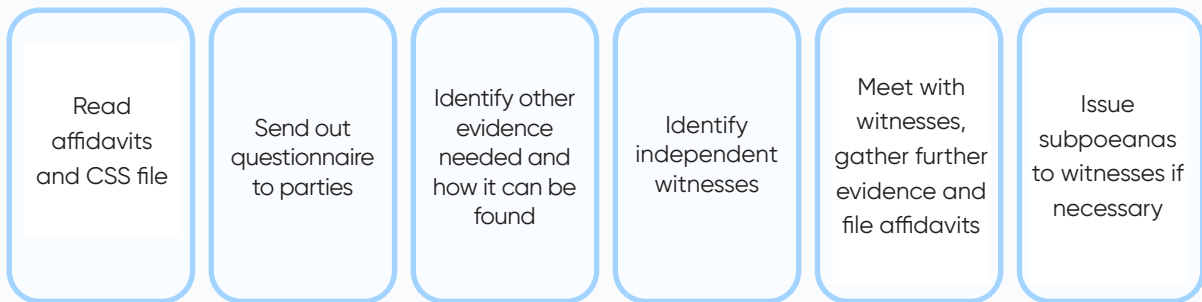 Read
affidavits
and CSS file
Send out
questionnaire
to parties
Identify other
evidence
needed and
how it can be
found
Identify
independent
witnesses
Meet with
witnesses,
gather further
evidence and
file affidavits
Issue
subpoeanas
to witnesses if
necessary